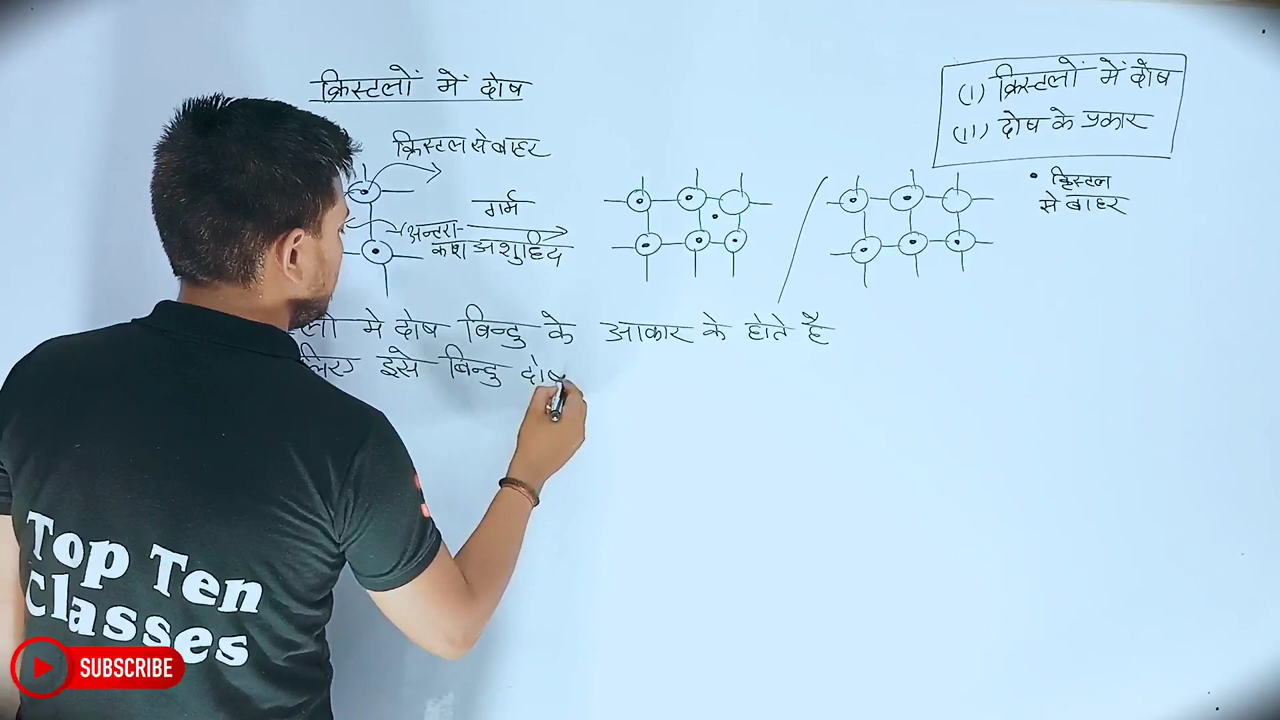 क्रिस्टलों में दोष
(I) क्रिस्टलों में दोष
(II) दोष के प्रकार
क्रिस्टल से बाहर
गर्म
अन्तरा-
काश अशुद्धि
क्रिस्टल
से बाहर
मे दोष बिन्दु के आकार के होते है
इसे बिन्दु दोष
Top Ten
Classes
SUBSCRIBE